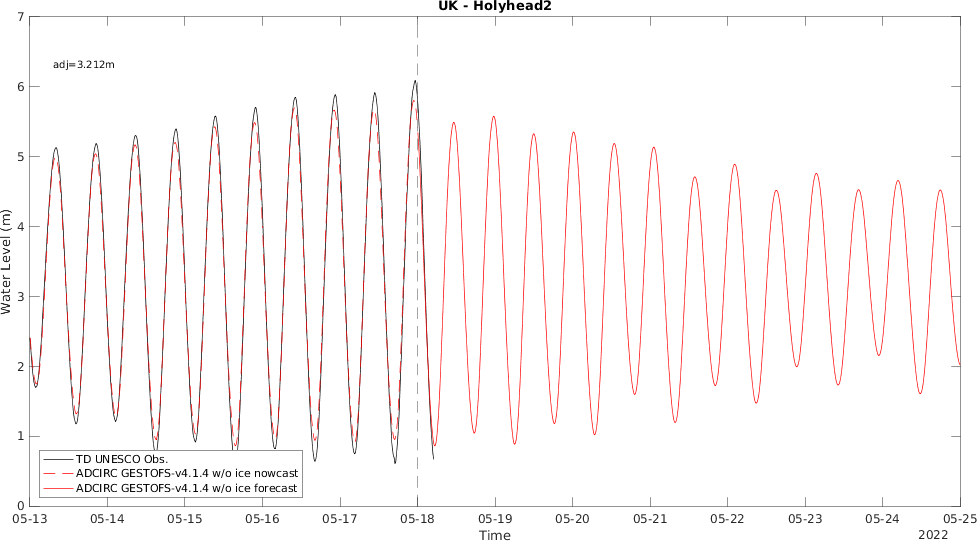 UK - Holyhead2
7
6
5
4
3
2
1
0
Water Level (m)
adj=3.212m
TD UNESCO Obs.
ADCIRC GESTOFS-v4.1.4 w/o ice nowcast
ADCIRC GESTOFS-v4.1.4 w/o ice forecast
05-13 05-14 05-15 05-16 05-17 05-18 05-19 05-20 05-21 05-22 05-23 05-24 05-25
Time
2022